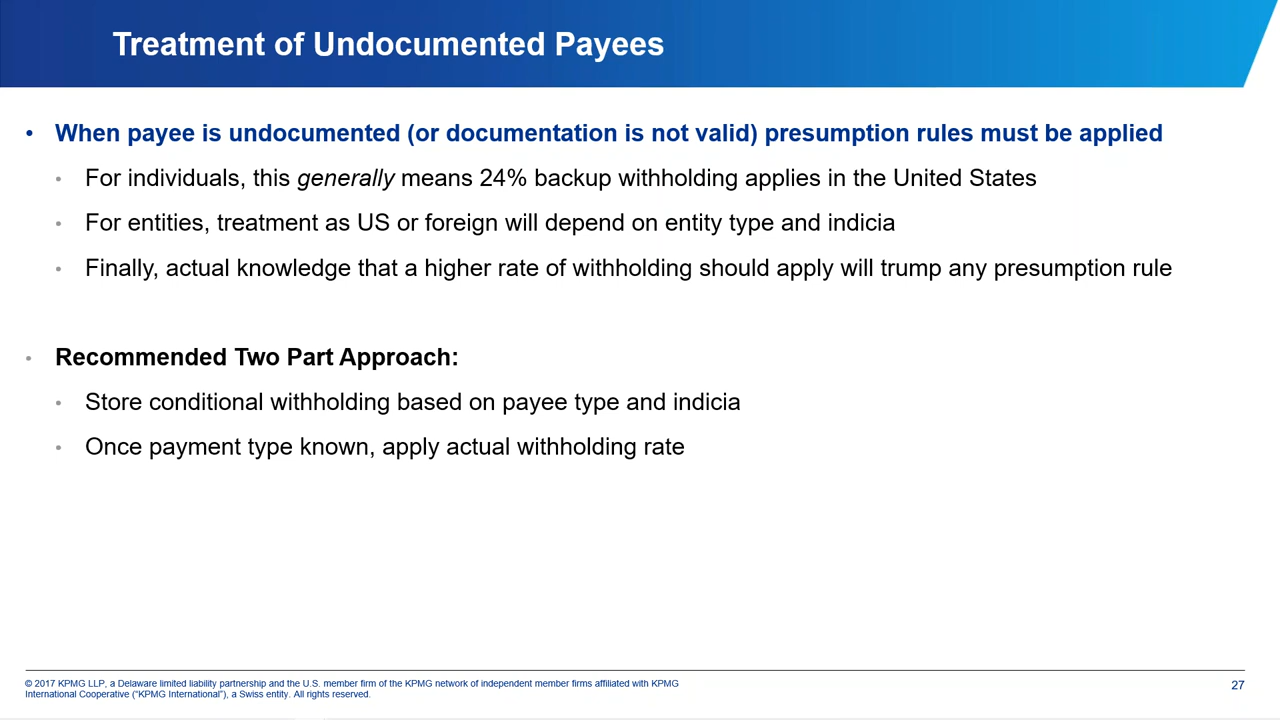 Treatment of Undocumented Payees
• When payee is undocumented (or documentation is not valid) presumption rules must be applied
• For individuals, this generally means 24% backup withholding applies in the United States
• For entities, treatment as US or foreign will depend on entity type and indicia
• Finally, actual knowledge that a higher rate of withholding should apply will trump any presumption rule
• Recommended Two Part Approach:
• Store conditional withholding based on payee type and indicia
• Once payment type known, apply actual withholding rate
© 2017 KPMG LLP, a Delaware limited liability partnership and the U.S. member firm of the KPMG network of independent member firms affiliated with KPMG
International Cooperative (“KPMG International”), a Swiss entity. All rights reserved.
27